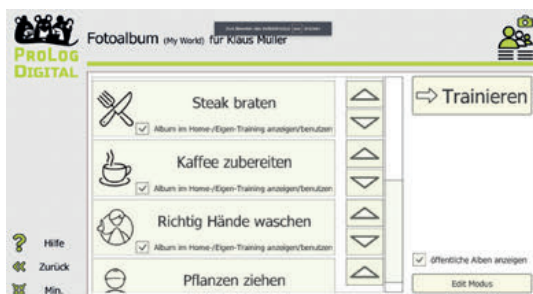 PROLOG
DIGITAL
Fotoalbum (My World) für Klaus Müller
Steak braten
Album im Home-/Eigen-Training anzeigen/benutzen
Kaffee zubereiten
Album im Home-/Eigen-Training anzeigen/benutzen
Richtig Hände waschen
Album im Home-/Eigen-Training anzeigen/benutzen
Pflanzen ziehen
Trainieren
öffentliche Alben anzeigen
Edit Modus
Hilfe
Zurück
Min.